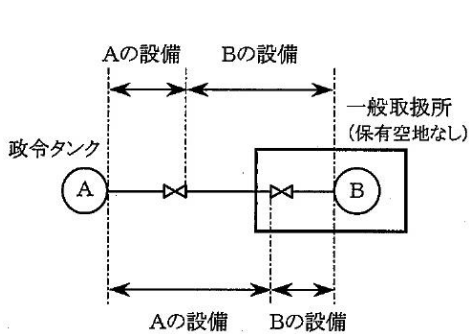 Aの設備 Bの設備
一般取扱所
(保有空地なし)
政令タンク
A B
Aの設備 Bの設備